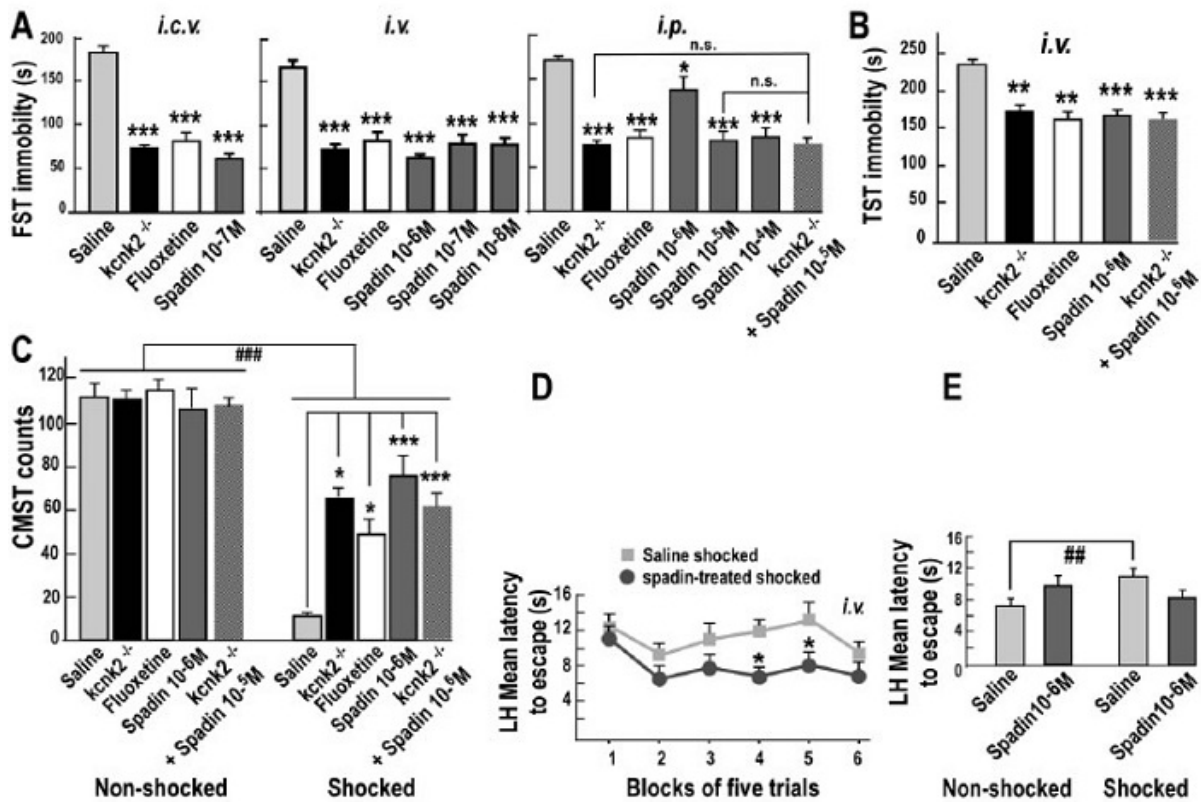 A
i.c.v.
i.v.
i.p.
FST immobilty (s)
200
150
100
50
0
n.s.
n.s.
*** *** ***
*** *** *** *** ***
*** *** * *** ***
Saline
kcnk2 -/-
Fluoxetine
Spadin 10-7M
Saline
kcnk2 -/-
Fluoxetine
Spadin 10-6M
Spadin 10-7M
Spadin 10-8M
Saline
kcnk2 -/-
Fluoxetine
Spadin 10-6M
Spadin 10-5M
Spadin 10-4M
kcnk2 -/-
+ Spadin 10-5M
B
i.v.
TST immobilty (s)
250
200
150
100
50
0
** ** *** ***
Saline
kcnk2 -/-
Fluoxetine
Spadin 10-6M
kcnk2 -/-
+ Spadin 10-6M
C
###
CMST counts
120
100
80
60
40
20
0
* * *** ***
Saline
kcnk2 -/-
Fluoxetine
Spadin 10-6M
kcnk2 -/-
+ Spadin 10-5M
Saline
kcnk2 -/-
Fluoxetine
Spadin 10-6M
kcnk2 -/-
+ Spadin 10-6M
Non-shocked
Shocked
D
Saline shocked
spadin-treated shocked
i.v.
LH Mean latency
to escape (s)
16
12
8
4
* *
1 2 3 4 5 6
Blocks of five trials
E
LH Mean latency
to escape (s)
16
12
8
4
0
##
Saline
Spadin10-6M
Saline
Spadin10-6M
Non-shocked
Shocked